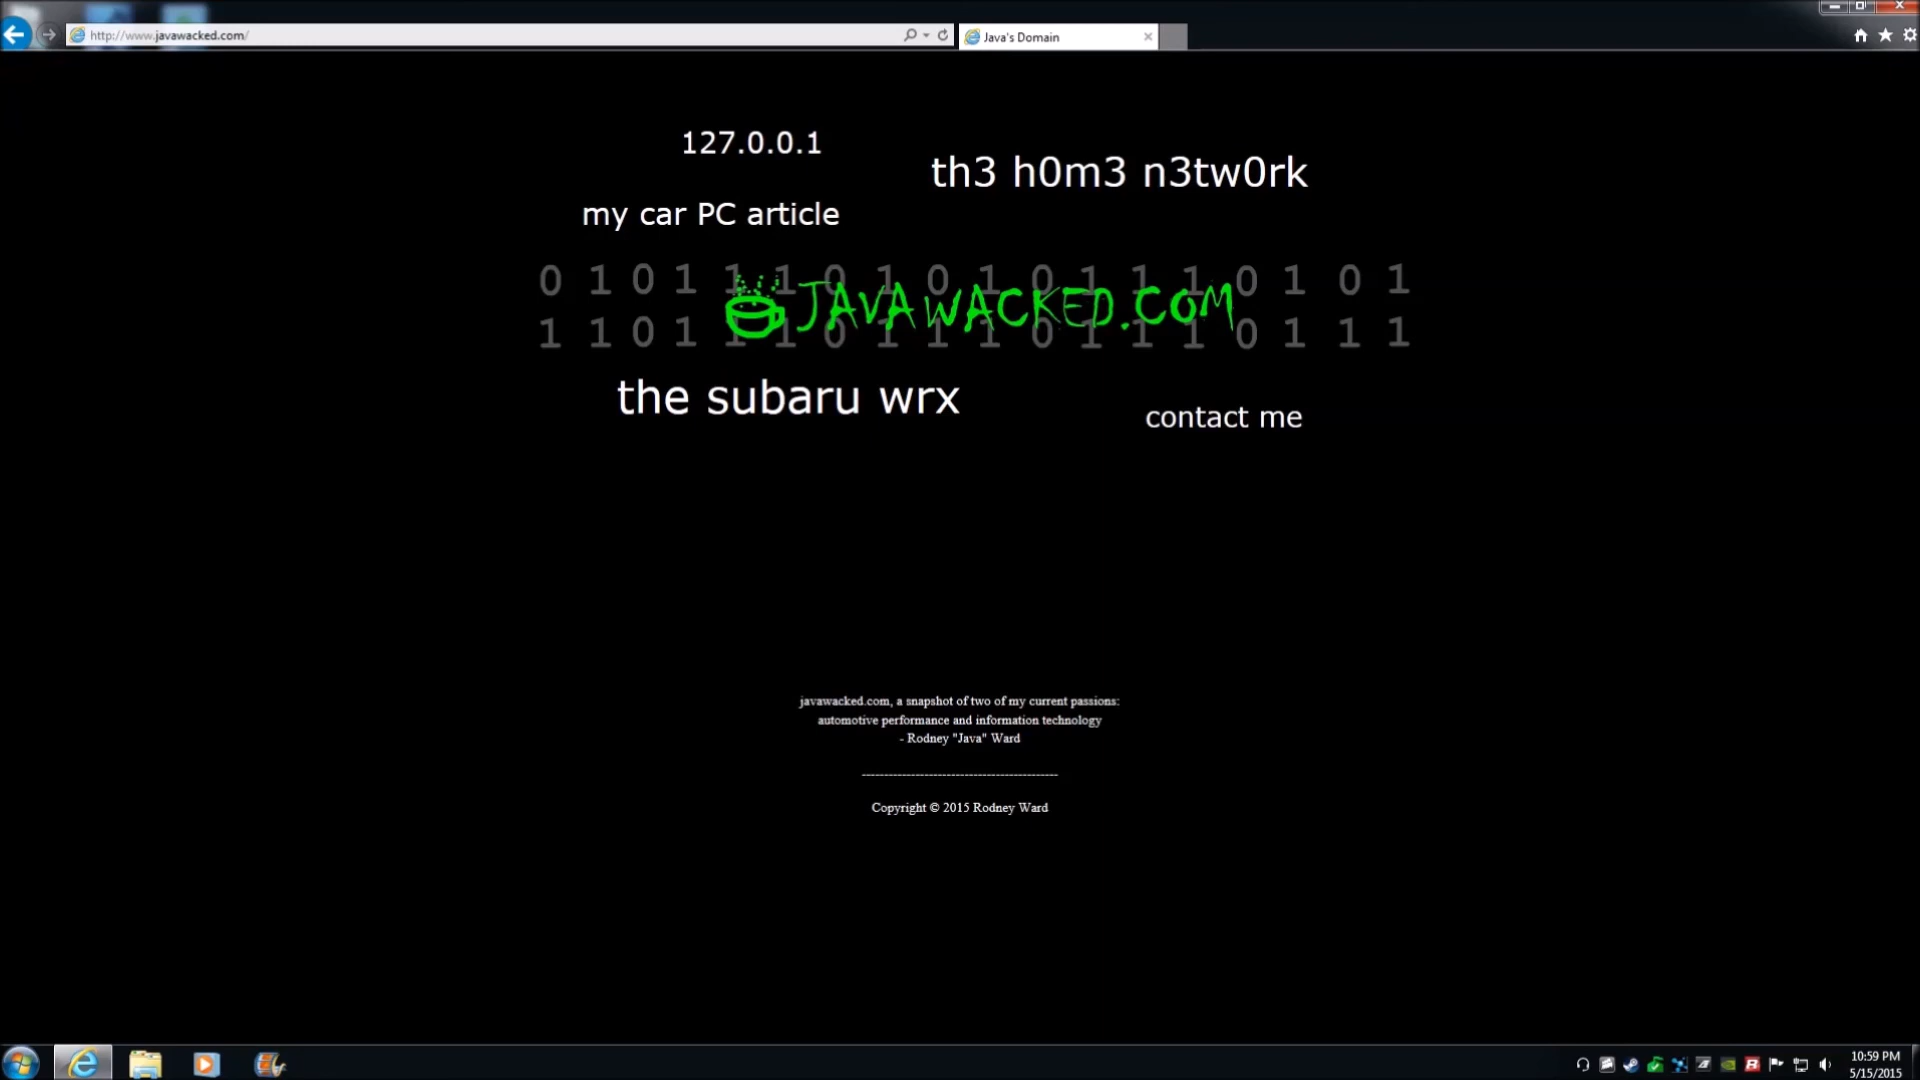 http://www.javawacked.com/
Java's Domain
127.0.0.1
th3 h0m3 n3tw0rk
my car PC article
0 1 0 1 1 1 0 1 0 1 0 1 1 1 0 1 0 1
JAVAWACKED.COM
1 1 0 1 1 1 0 1 1 1 0 1 1 1 0 1 1 1
the subaru wrx
contact me
javawacked.com, a snapshot of two of my current passions:
automotive performance and information technology
- Rodney "Java" Ward
--------------------------------------------
Copyright © 2015 Rodney Ward
10:59 PM
5/15/2015